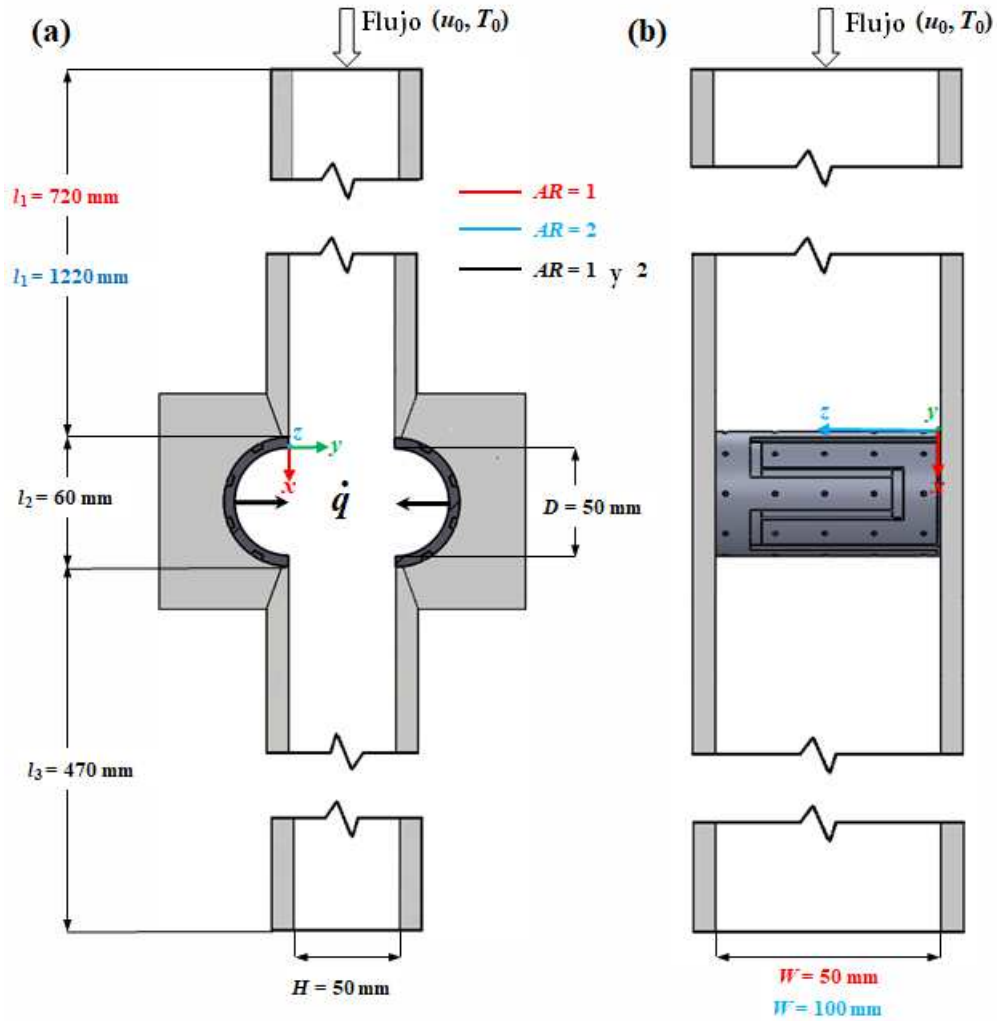 (a)
Flujo (u₀, T₀)
(b)
Flujo (u₀, T₀)
l₁ = 720 mm
AR = 1
AR = 2
l₁ = 1220 mm
AR = 1 y 2
z
y
x
q̇
l₂ = 60 mm
D = 50 mm
z
y
x
l₃ = 470 mm
H = 50 mm
W = 50 mm
W = 100 mm